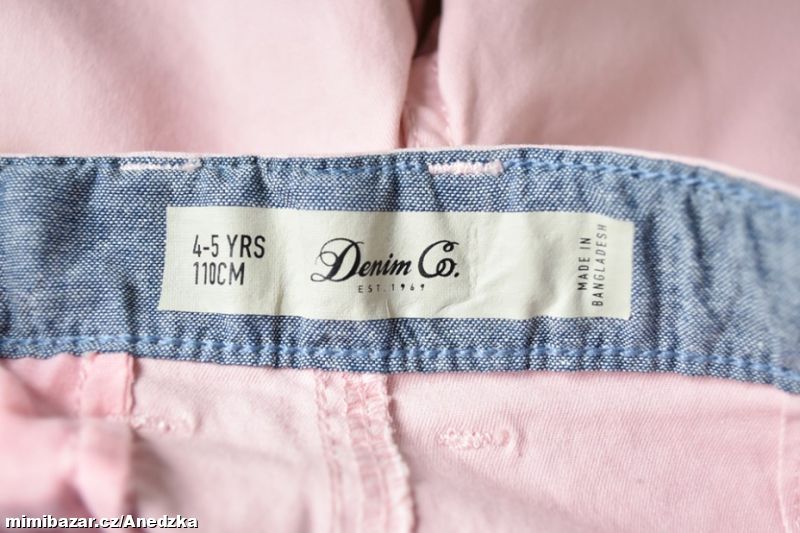 4-5 YRS
110CM
Denim Co.
EST.1969
MADE IN
BANGLADESH
mimibazar.cz/Anedzka